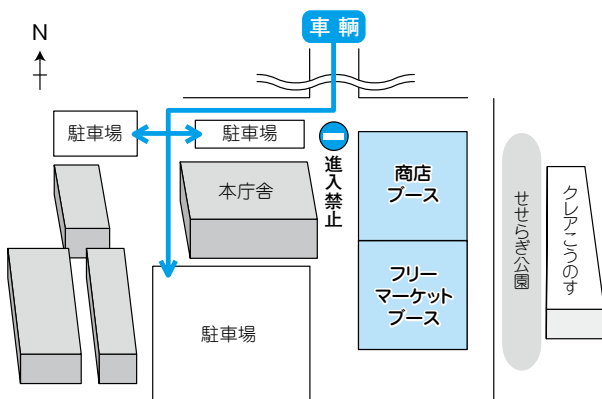 車輌
N
駐車場
駐車場
進入禁止
商店
ブース
本庁舎
せせらぎ公園
クレアこうのす
フリー
マーケット
ブース
駐車場